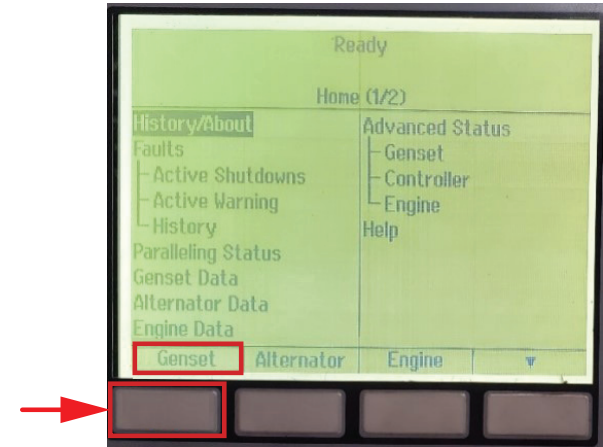 Ready
Home (1/2)
History/About
Faults
Active Shutdowns
Active Warning
History
Paralleling Status
Genset Data
Alternator Data
Engine Data
Advanced Status
Genset
Controller
Engine
Help
Genset Alternator Engine